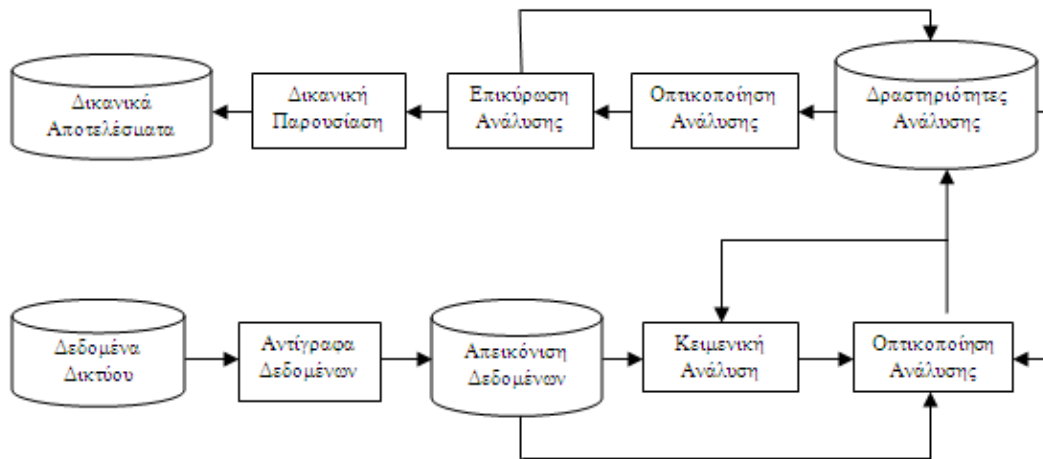 Δικανικά
Αποτελέσματα
Δικανική
Παρουσίαση
Επικύρωση
Ανάλυσης
Οπτικοποίηση
Ανάλυσης
Δραστηριότητες
Ανάλυσης
Δεδομένα
Δικτύου
Αντίγραφα
Δεδομένων
Απεικόνιση
Δεδομένων
Κειμενική
Ανάλυση
Οπτικοποίηση
Ανάλυσης